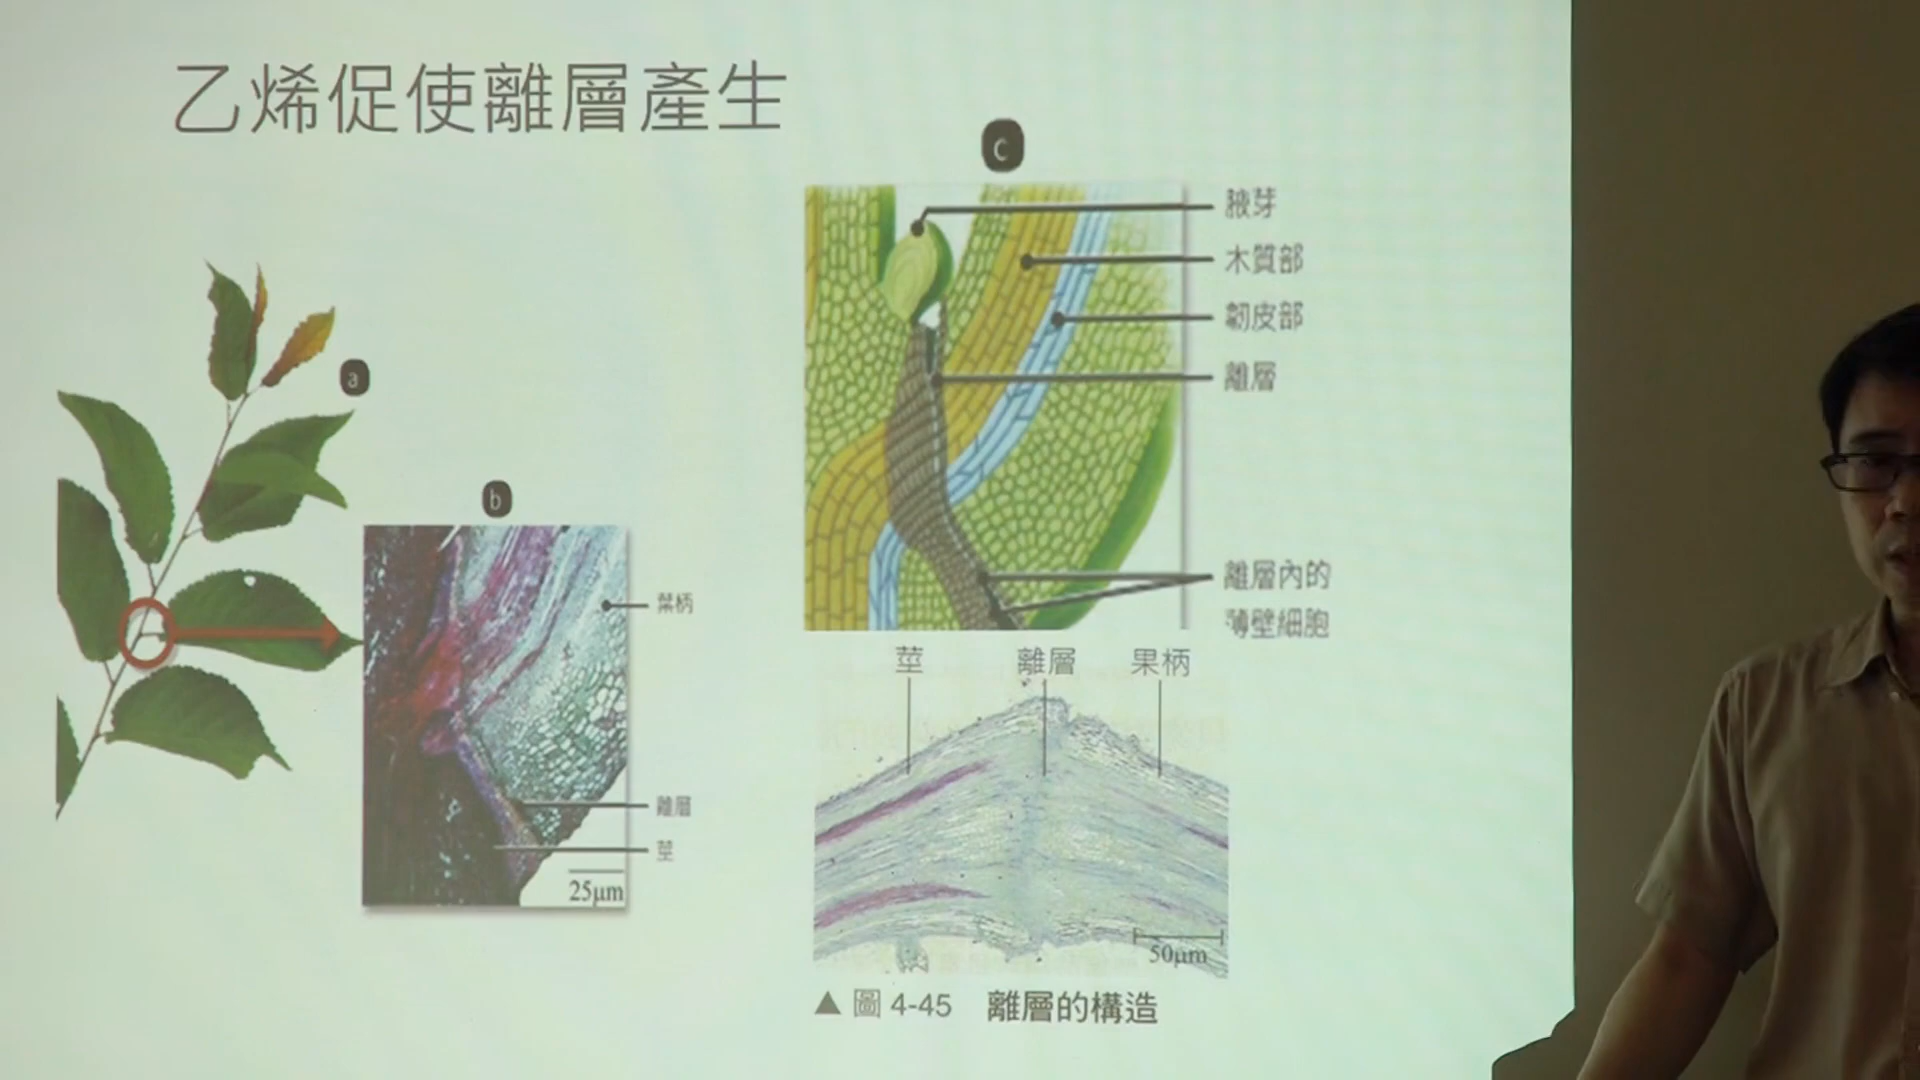 乙烯促使離層產生
c
腋芽
木質部
韌皮部
離層
離層內的
薄壁細胞
a
b
葉柄
離層
莖
25μm
莖 離層 果柄
50μm
▲ 圖 4-45 離層的構造